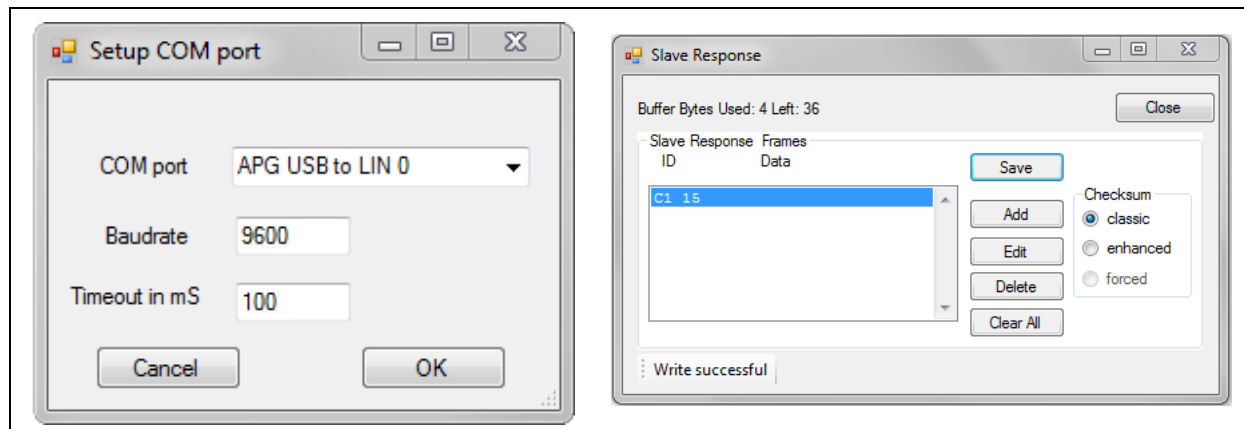 Setup COM port
COM port APG USB to LIN 0
Baudrate 9600
Timeout in mS 100
Cancel OK
Slave Response
Buffer Bytes Used: 4 Left: 36 Close
Slave Response Frames
ID Data
Save
C1 15
Add
Edit
Delete
Clear All
Checksum
classic
enhanced
forced
Write successful